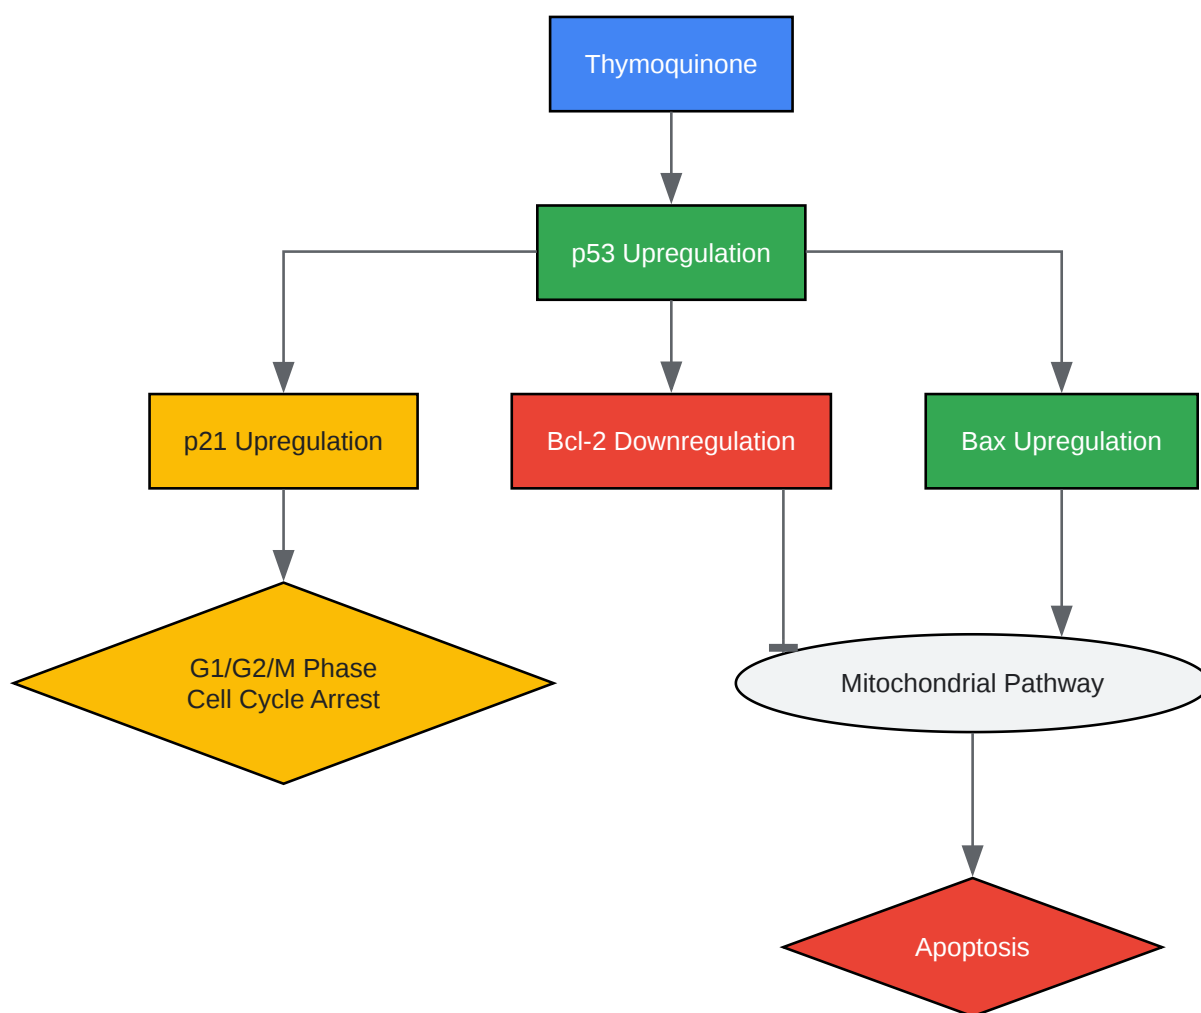 Thymoquinone
p53 Upregulation
p21 Upregulation
Bcl-2 Downregulation
Bax Upregulation
G1/G2/M Phase
Cell Cycle Arrest
Mitochondrial Pathway
Apoptosis